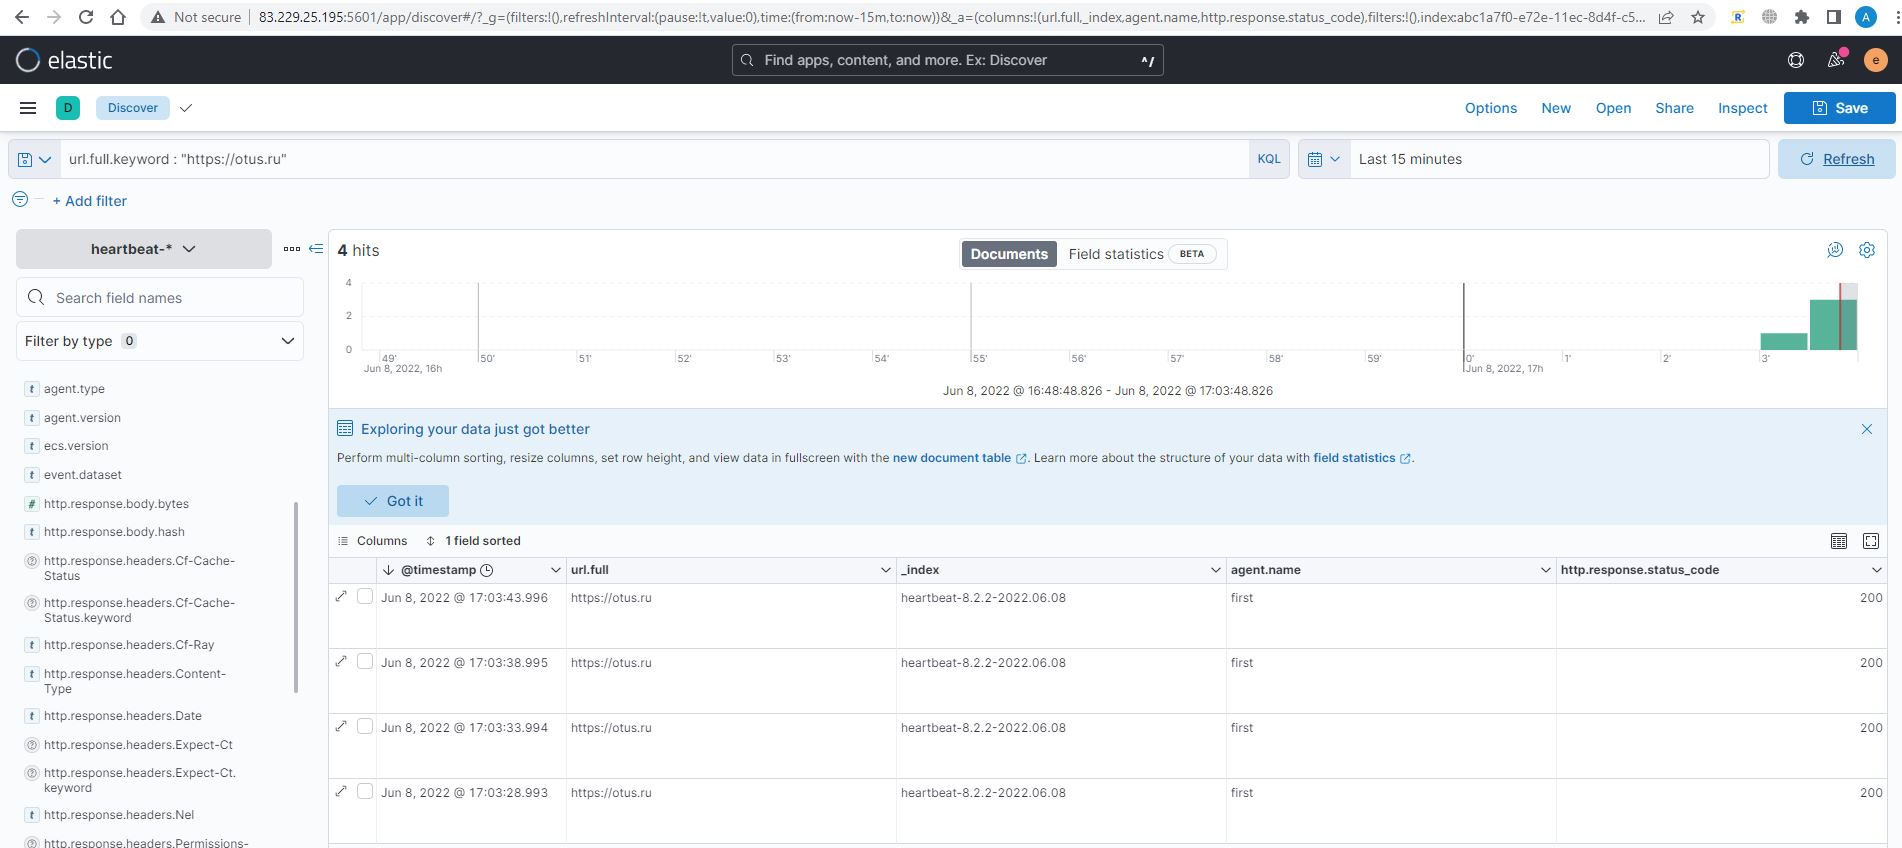 Not secure | 83.229.25.195:5601/app/discover#/?_g=(filters:!(),refreshInterval:(pause:!t,value:0),time:(from:now-15m,to:now))&_a=(columns:!(url.full,_index,agent.name,http.response.status_code),filters:!(),index:abc1a7f0-e72e-11ec-8d4f-c5...
R
A
elastic
Find apps, content, and more. Ex: Discover
^/
e
D
Discover
Options
New
Open
Share
Inspect
Save
url.full.keyword : "https://otus.ru"
KQL
Last 15 minutes
Refresh
+ Add filter
heartbeat-*
Search field names
Filter by type 0
t agent.type
t agent.version
t ecs.version
t event.dataset
# http.response.body.bytes
t http.response.body.hash
? http.response.headers.Cf-Cache-
Status
? http.response.headers.Cf-Cache-
Status.keyword
t http.response.headers.Cf-Ray
t http.response.headers.Content-
Type
t http.response.headers.Date
? http.response.headers.Expect-Ct
? http.response.headers.Expect-Ct.
keyword
t http.response.headers.Nel
? http.response.headers.Permissions-
4 hits
Documents
Field statistics BETA
4
2
0
49' 50' 51' 52' 53' 54' 55' 56' 57' 58' 59' 0' 1' 2' 3'
Jun 8, 2022, 16h Jun 8, 2022, 17h
Jun 8, 2022 @ 16:48:48.826 - Jun 8, 2022 @ 17:03:48.826
Exploring your data just got better
Perform multi-column sorting, resize columns, set row height, and view data in fullscreen with the new document table. Learn more about the structure of your data with field statistics.
Got it
Columns 1 field sorted
@timestamp url.full _index agent.name http.response.status_code
Jun 8, 2022 @ 17:03:43.996 https://otus.ru heartbeat-8.2.2-2022.06.08 first 200
Jun 8, 2022 @ 17:03:38.995 https://otus.ru heartbeat-8.2.2-2022.06.08 first 200
Jun 8, 2022 @ 17:03:33.994 https://otus.ru heartbeat-8.2.2-2022.06.08 first 200
Jun 8, 2022 @ 17:03:28.993 https://otus.ru heartbeat-8.2.2-2022.06.08 first 200